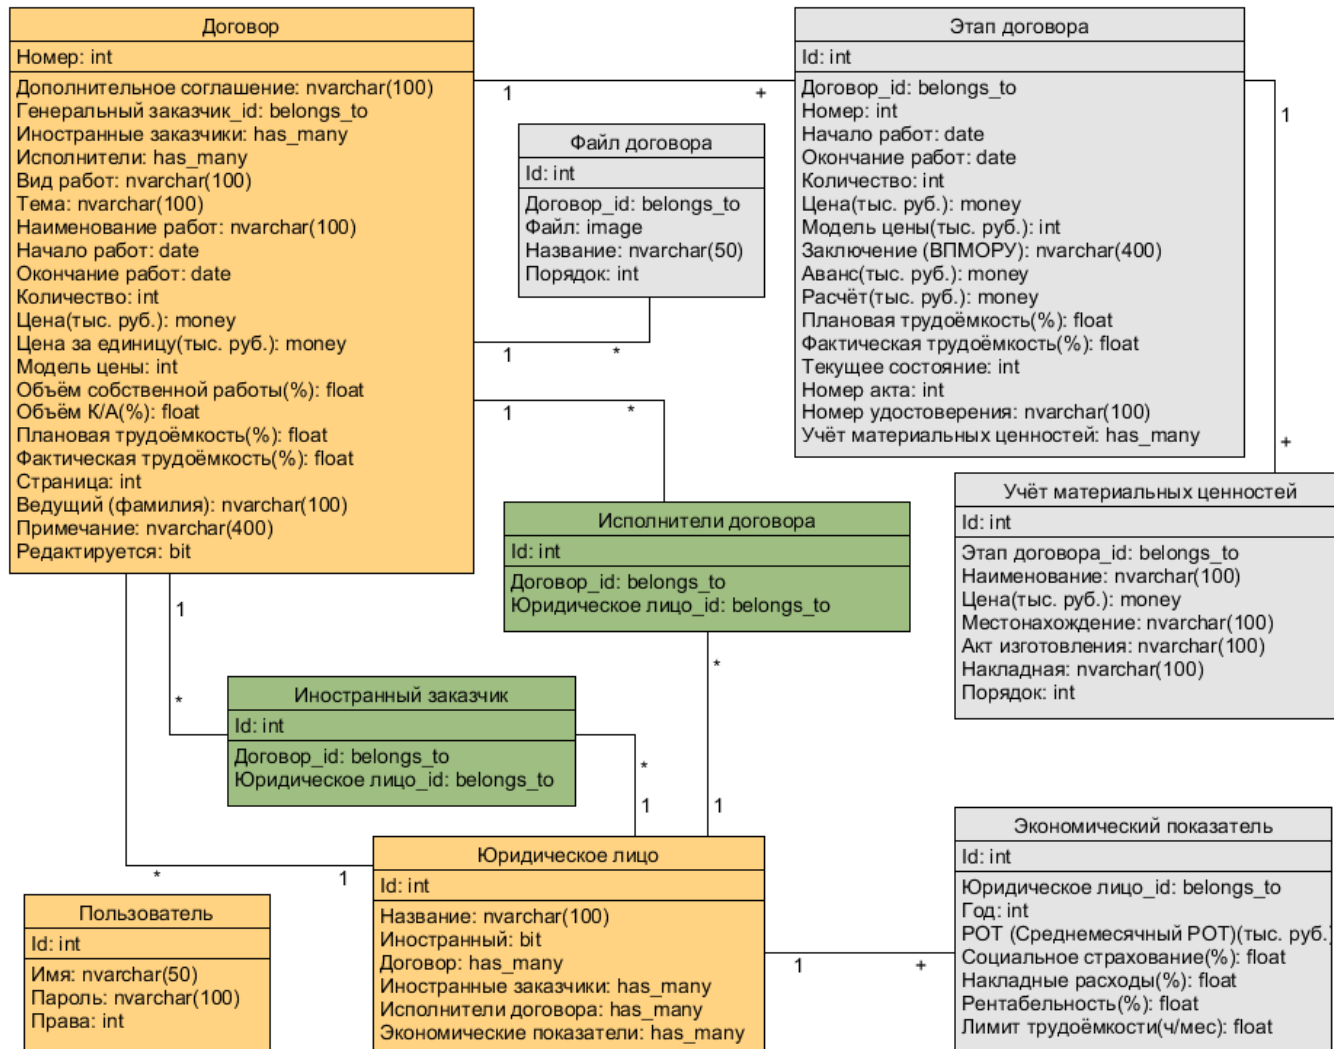 Договор
Номер: int
Дополнительное соглашение: nvarchar(100)
Генеральный заказчик_id: belongs_to
Иностранные заказчики: has_many
Исполнители: has_many
Вид работ: nvarchar(100)
Тема: nvarchar(100)
Наименование работ: nvarchar(100)
Начало работ: date
Окончание работ: date
Количество: int
Цена(тыс. руб.): money
Цена за единицу(тыс. руб.): money
Модель цены: int
Объём собственной работы(%): float
Объём К/А(%): float
Плановая трудоёмкость(%): float
Фактическая трудоёмкость(%): float
Страница: int
Ведущий (фамилия): nvarchar(100)
Примечание: nvarchar(400)
Редактируется: bit
1
+
Файл договора
Id: int
Договор_id: belongs_to
Файл: image
Название: nvarchar(50)
Порядок: int
1
*
1
*
Этап договора
Id: int
Договор_id: belongs_to
Номер: int
Начало работ: date
Окончание работ: date
Количество: int
Цена(тыс. руб.): money
Модель цены(тыс. руб.): int
Заключение (ВПМОРУ): nvarchar(400)
Аванс(тыс. руб.): money
Расчёт(тыс. руб.): money
Плановая трудоёмкость(%): float
Фактическая трудоёмкость(%): float
Текущее состояние: int
Номер акта: int
Номер удостоверения: nvarchar(100)
Учёт материальных ценностей: has_many
1
+
Учёт материальных ценностей
Id: int
Этап договора_id: belongs_to
Наименование: nvarchar(100)
Цена(тыс. руб.): money
Местонахождение: nvarchar(100)
Акт изготовления: nvarchar(100)
Накладная: nvarchar(100)
Порядок: int
Исполнители договора
Id: int
Договор_id: belongs_to
Юридическое лицо_id: belongs_to
*
1
1
*
Иностранный заказчик
Id: int
Договор_id: belongs_to
Юридическое лицо_id: belongs_to
*
1
*
1
Пользователь
Id: int
Имя: nvarchar(50)
Пароль: nvarchar(100)
Права: int
Юридическое лицо
Id: int
Название: nvarchar(100)
Иностранный: bit
Договор: has_many
Иностранные заказчики: has_many
Исполнители договора: has_many
Экономические показатели: has_many
1
+
Экономический показатель
Id: int
Юридическое лицо_id: belongs_to
Год: int
РОТ (Среднемесячный РОТ)(тыс. руб.
Социальное страхование(%): float
Накладные расходы(%): float
Рентабельность(%): float
Лимит трудоёмкости(ч/мес): float